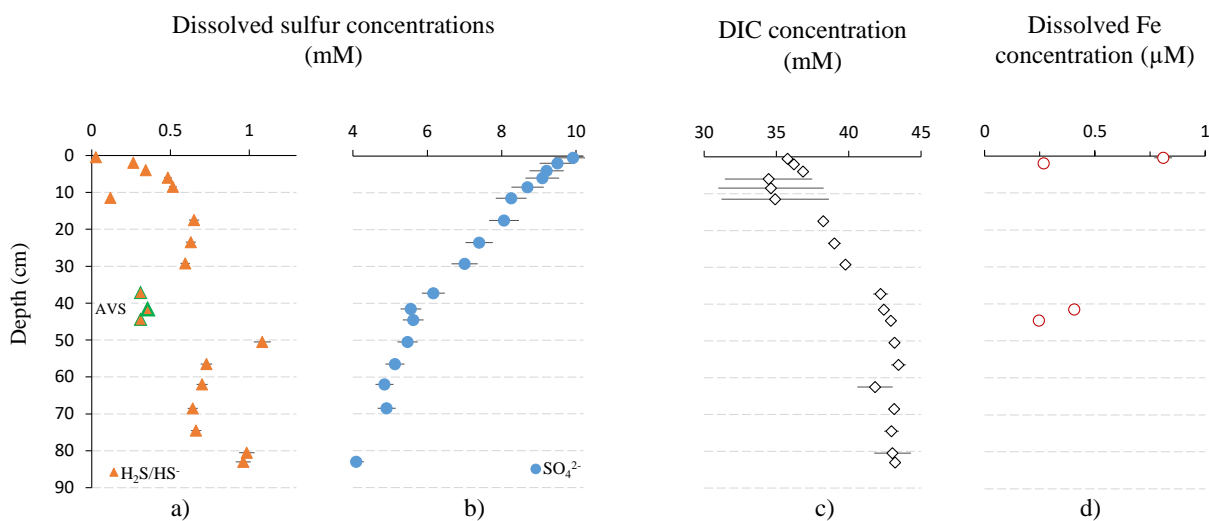 Dissolved sulfur concentrations
(mM)
DIC concentration
(mM)
Dissolved Fe
concentration (µM)
0 0.5 1
4 6 8 10
30 35 40 45
0 0.5 1
0
10
20
30
40
50
60
70
80
90
Depth (cm)
AVS
H₂S/HS⁻
SO₄²⁻
a)
b)
c)
d)